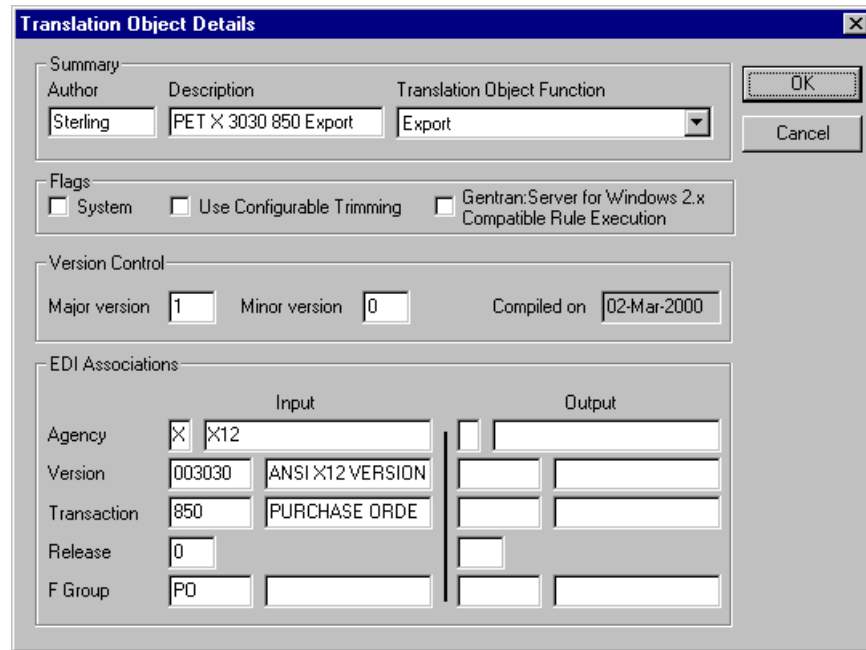 Translation Object Details
Summary
Author Description Translation Object Function
Sterling PET X 3030 850 Export Export
OK
Cancel
Flags
System Use Configurable Trimming Gentran:Server for Windows 2.x
Compatible Rule Execution
Version Control
Major version 1 Minor version 0 Compiled on 02-Mar-2000
EDI Associations
Input Output
Agency X X12
Version 003030 ANSI X12 VERSION
Transaction 850 PURCHASE ORDE
Release 0
F Group PO